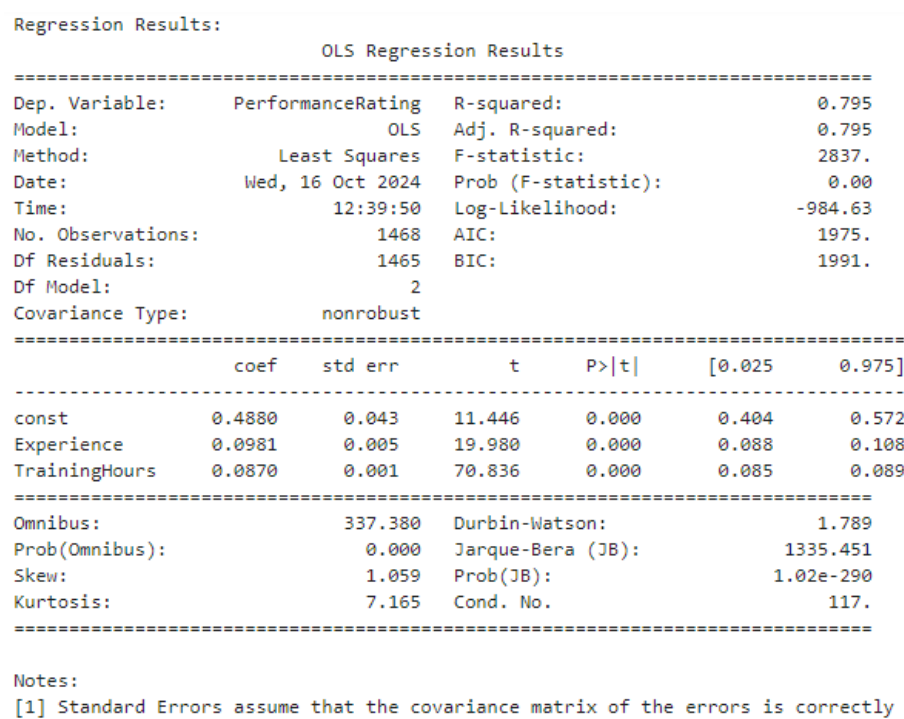 Regression Results:
OLS Regression Results
==============================================================================
Dep. Variable: PerformanceRating R-squared: 0.795
Model: OLS Adj. R-squared: 0.795
Method: Least Squares F-statistic: 2837.
Date: Wed, 16 Oct 2024 Prob (F-statistic): 0.00
Time: 12:39:50 Log-Likelihood: -984.63
No. Observations: 1468 AIC: 1975.
Df Residuals: 1465 BIC: 1991.
Df Model: 2
Covariance Type: nonrobust
=================================================================================
coef std err t P>|t| [0.025 0.975]
---------------------------------------------------------------------------------
const 0.4880 0.043 11.446 0.000 0.404 0.572
Experience 0.0981 0.005 19.980 0.000 0.088 0.108
TrainingHours 0.0870 0.001 70.836 0.000 0.085 0.089
==============================================================================
Omnibus: 337.380 Durbin-Watson: 1.789
Prob(Omnibus): 0.000 Jarque-Bera (JB): 1335.451
Skew: 1.059 Prob(JB): 1.02e-290
Kurtosis: 7.165 Cond. No. 117.
==============================================================================
Notes:
[1] Standard Errors assume that the covariance matrix of the errors is correctly